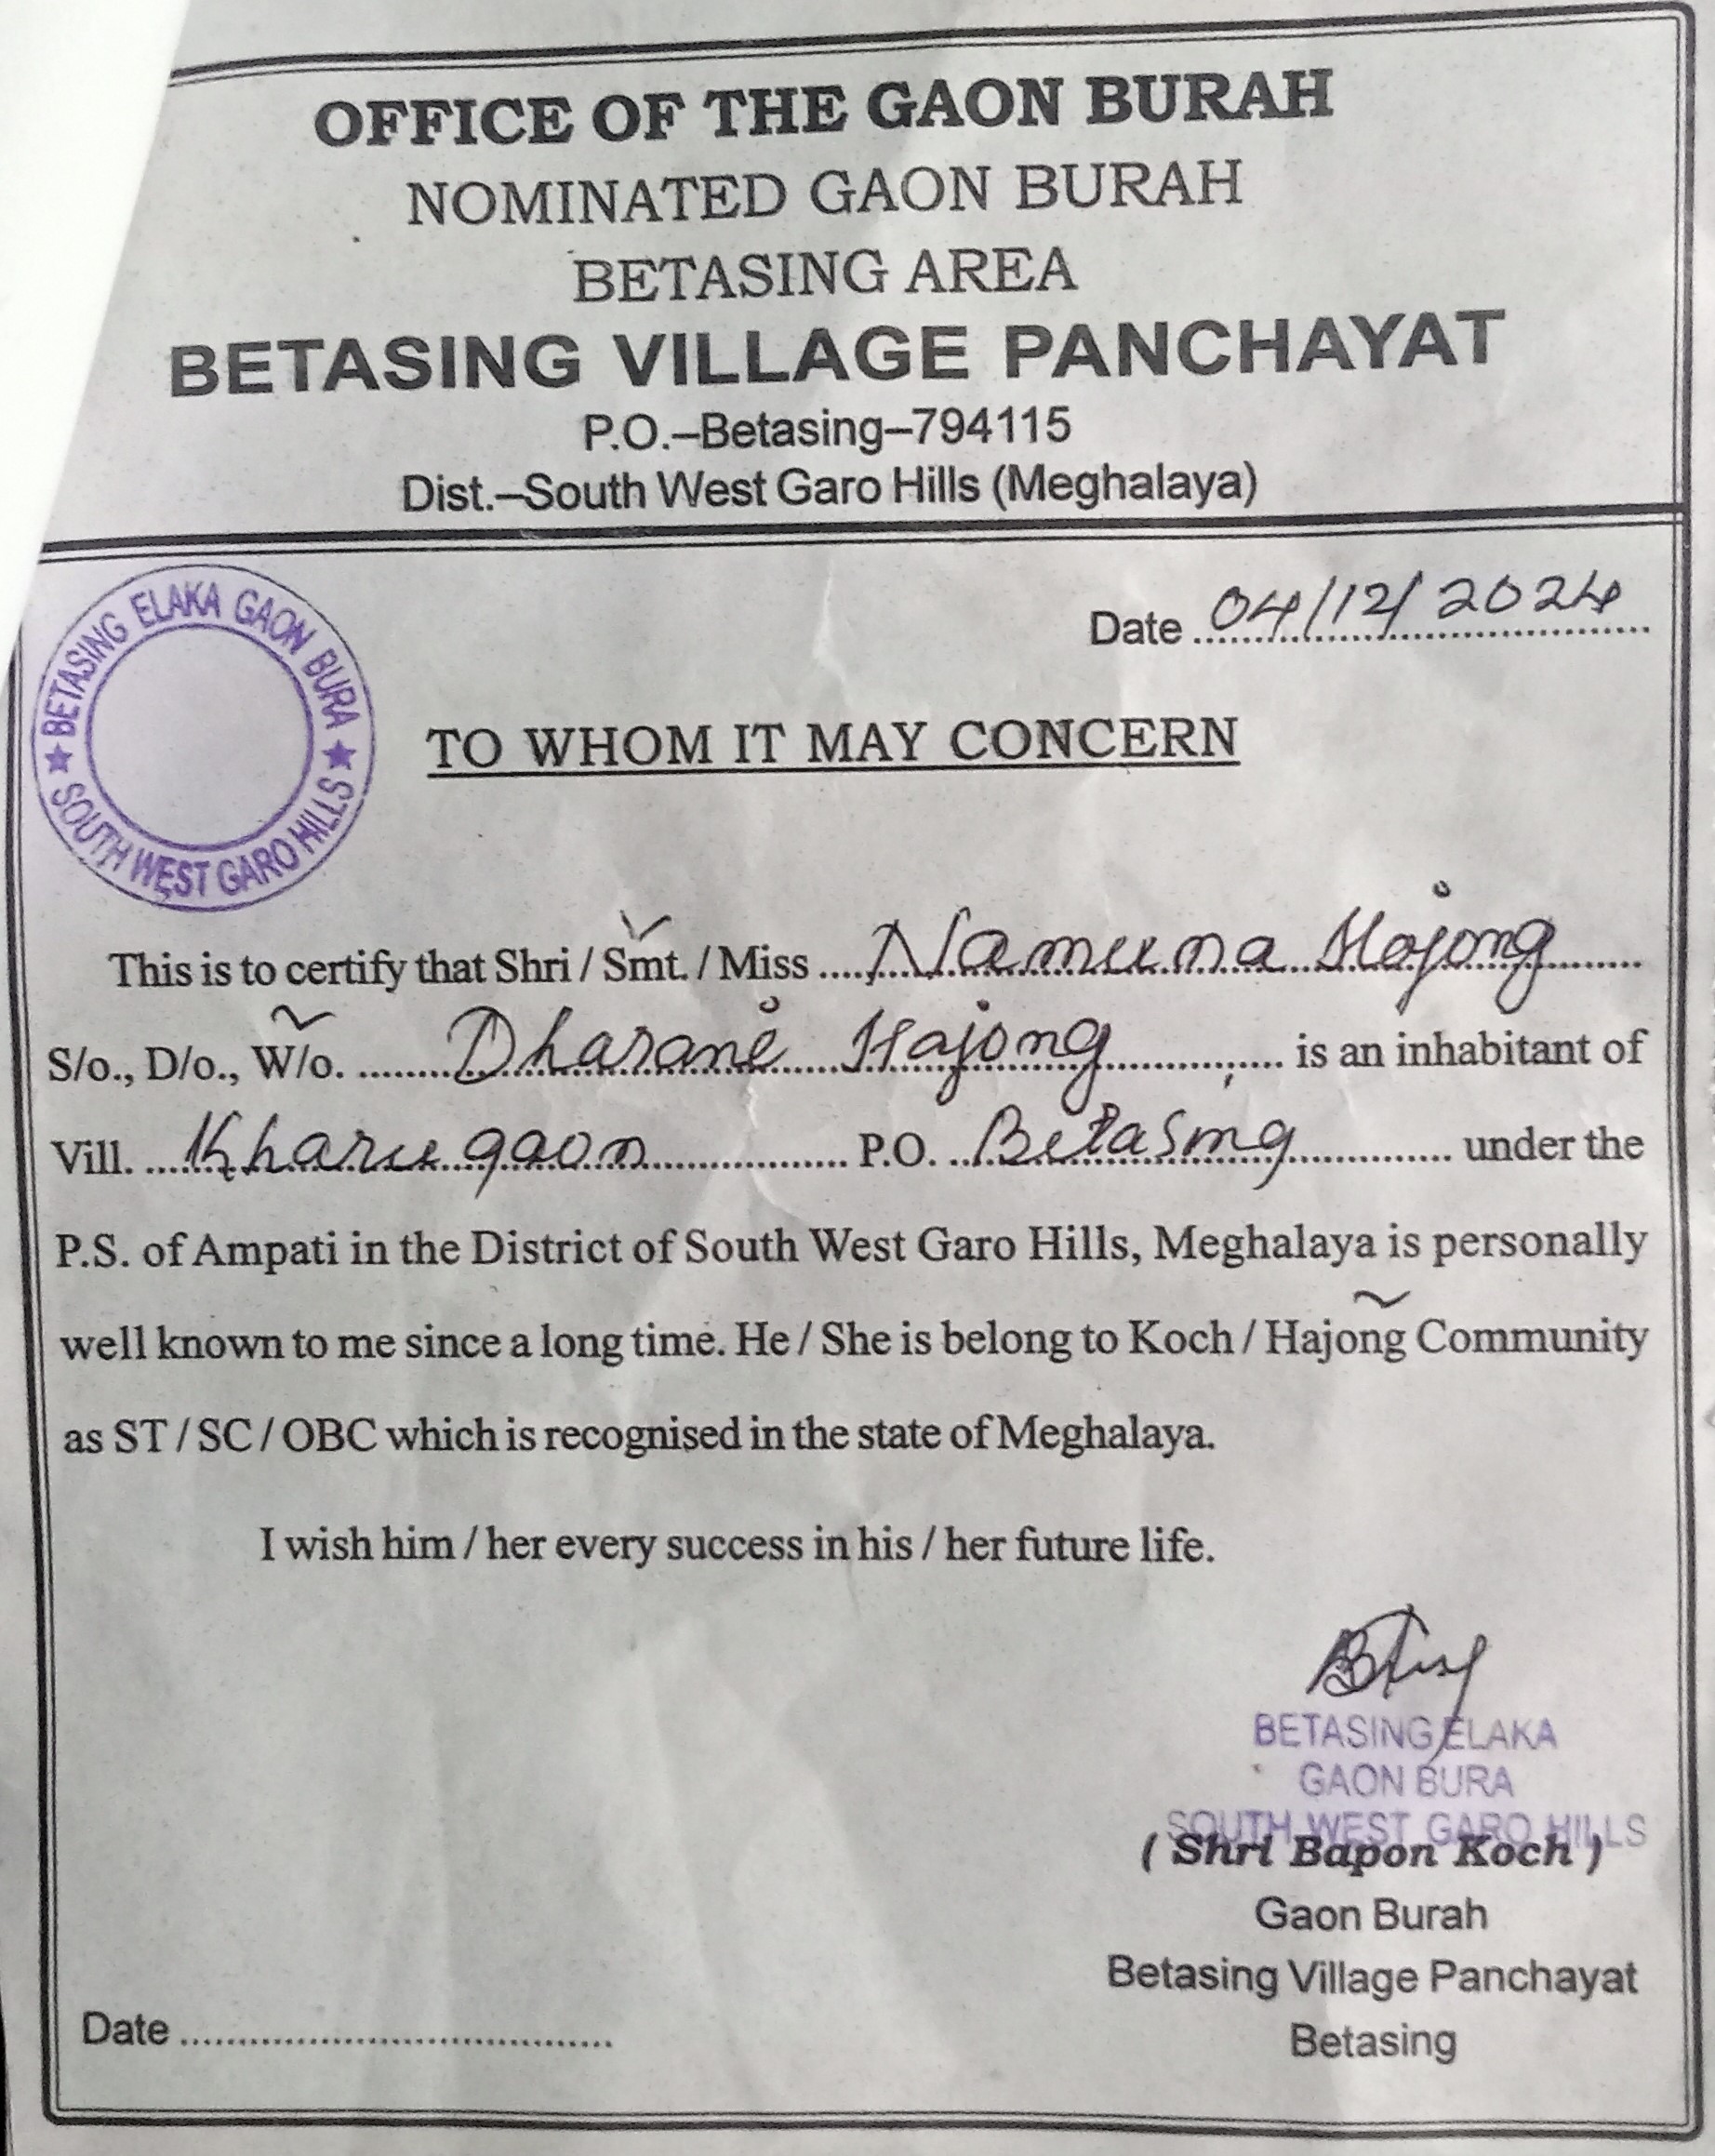 OFFICE OF THE GAON BURAH
NOMINATED GAON BURAH
BETASING AREA
BETASING VILLAGE PANCHAYAT
P.O.–Betasing–794115
Dist.–South West Garo Hills (Meghalaya)
Date 04/12/2024
BETASING ELAKA GAON BURA
★ SOUTH WEST GARO HILLS ★
TO WHOM IT MAY CONCERN
This is to certify that Shri / Smt. / Miss Namuna Hajong
S/o., D/o., W/o. Dharani Hajong is an inhabitant of
Vill. Kharugaon P.O. Betasing under the
P.S. of Ampati in the District of South West Garo Hills, Meghalaya is personally
well known to me since a long time. He / She is belong to Koch / Hajong Community
as ST / SC / OBC which is recognised in the state of Meghalaya.
I wish him / her every success in his / her future life.
BETASING ELAKA
GAON BURA
SOUTH WEST GARO HILLS
( Shri Bapon Koch )
Gaon Burah
Betasing Village Panchayat
Betasing
Date